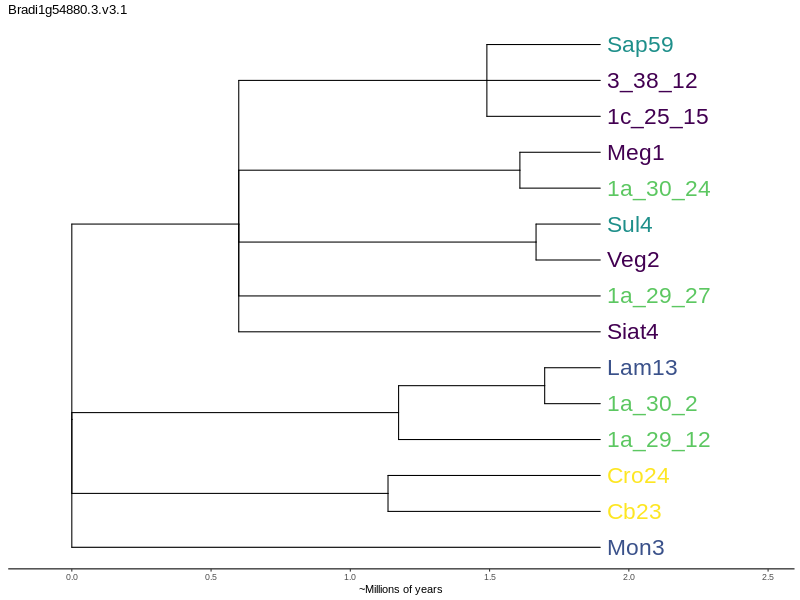 Bradi1g54880.3.v3.1
Sap59
3_38_12
1c_25_15
Meg1
1a_30_24
Sul4
Veg2
1a_29_27
Siat4
Lam13
1a_30_2
1a_29_12
Cro24
Cb23
Mon3
0.0 0.5 1.0 1.5 2.0 2.5
~Millions of years